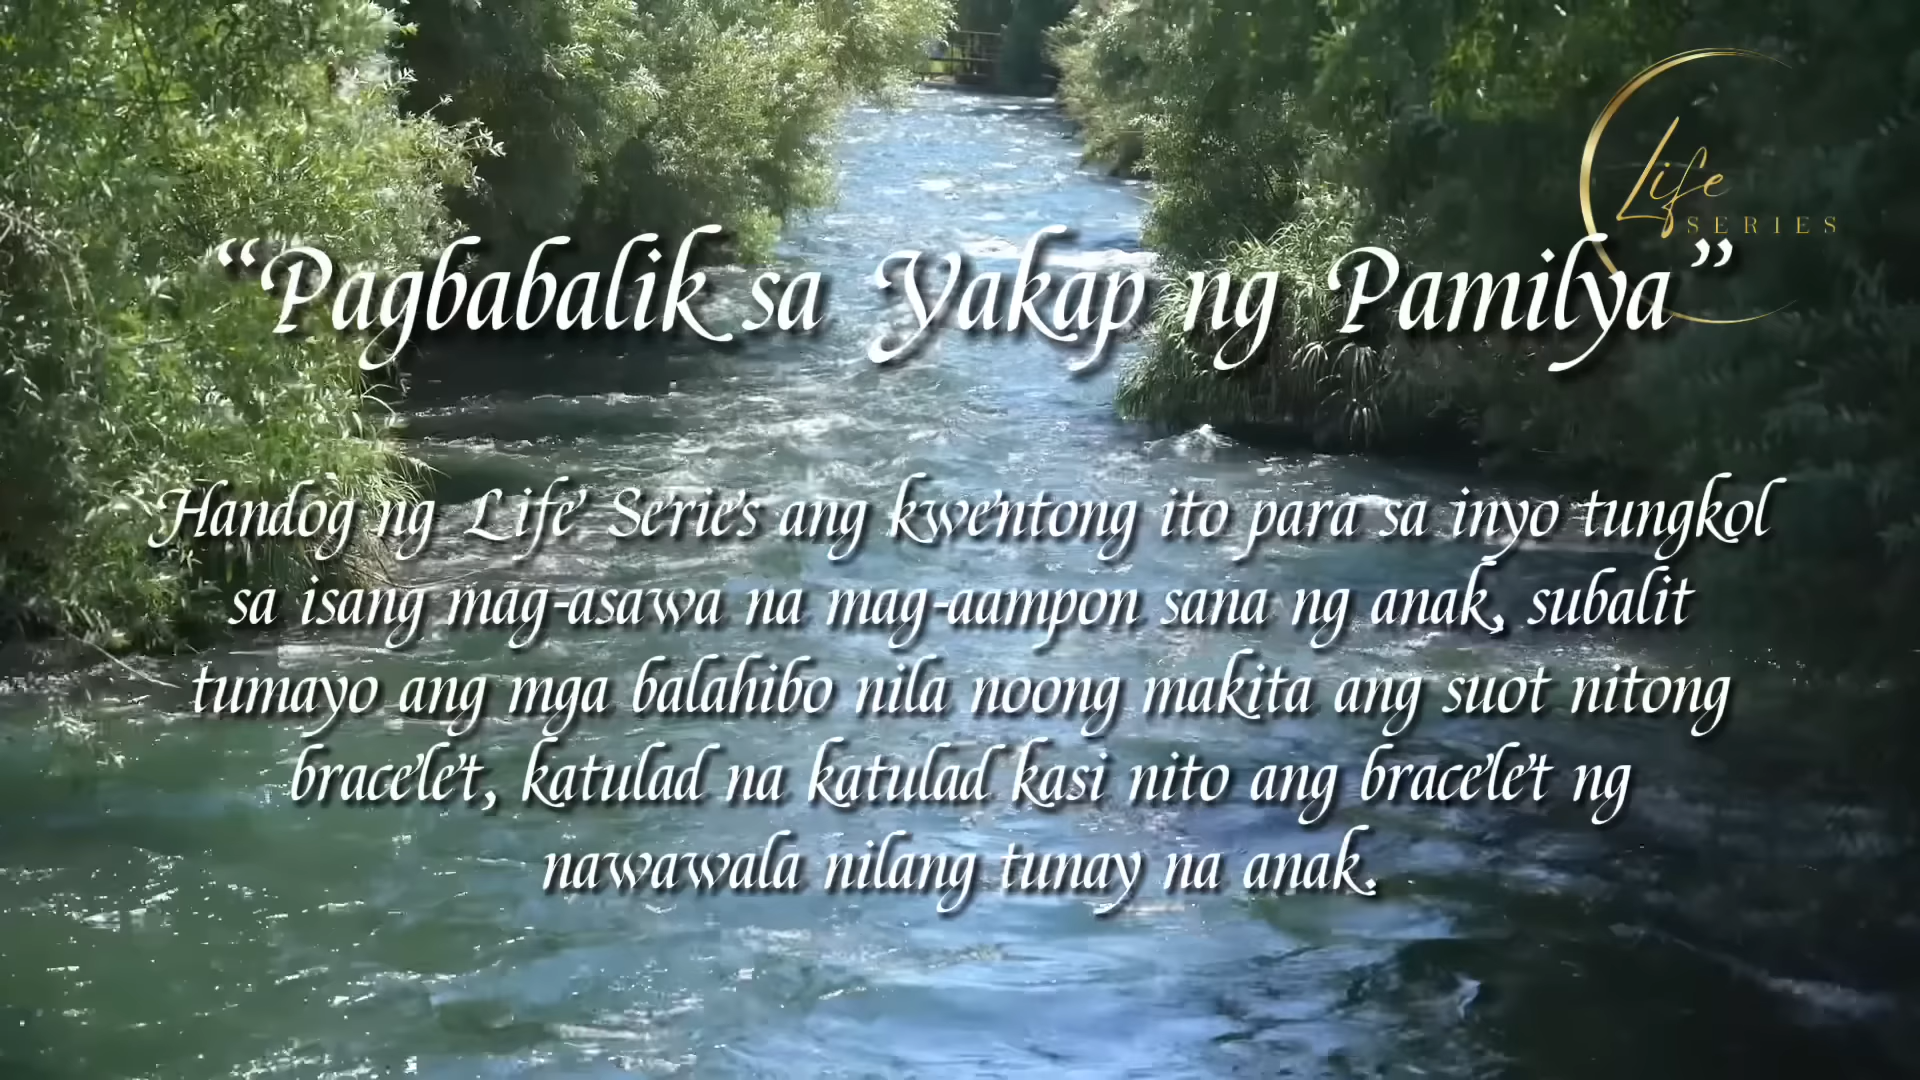 Life
SERIES
“Pagbabalik sa Yakap ng Pamilya”
Handog ng Life Series ang kwentong ito para sa inyo tungkol
sa isang mag-asawa na mag-aampon sana ng anak, subalit
tumayo ang mga balahibo nila noong makita ang suot nitong
bracelet, katulad na katulad kasi nito ang bracelet ng
nawawala nilang tunay na anak.